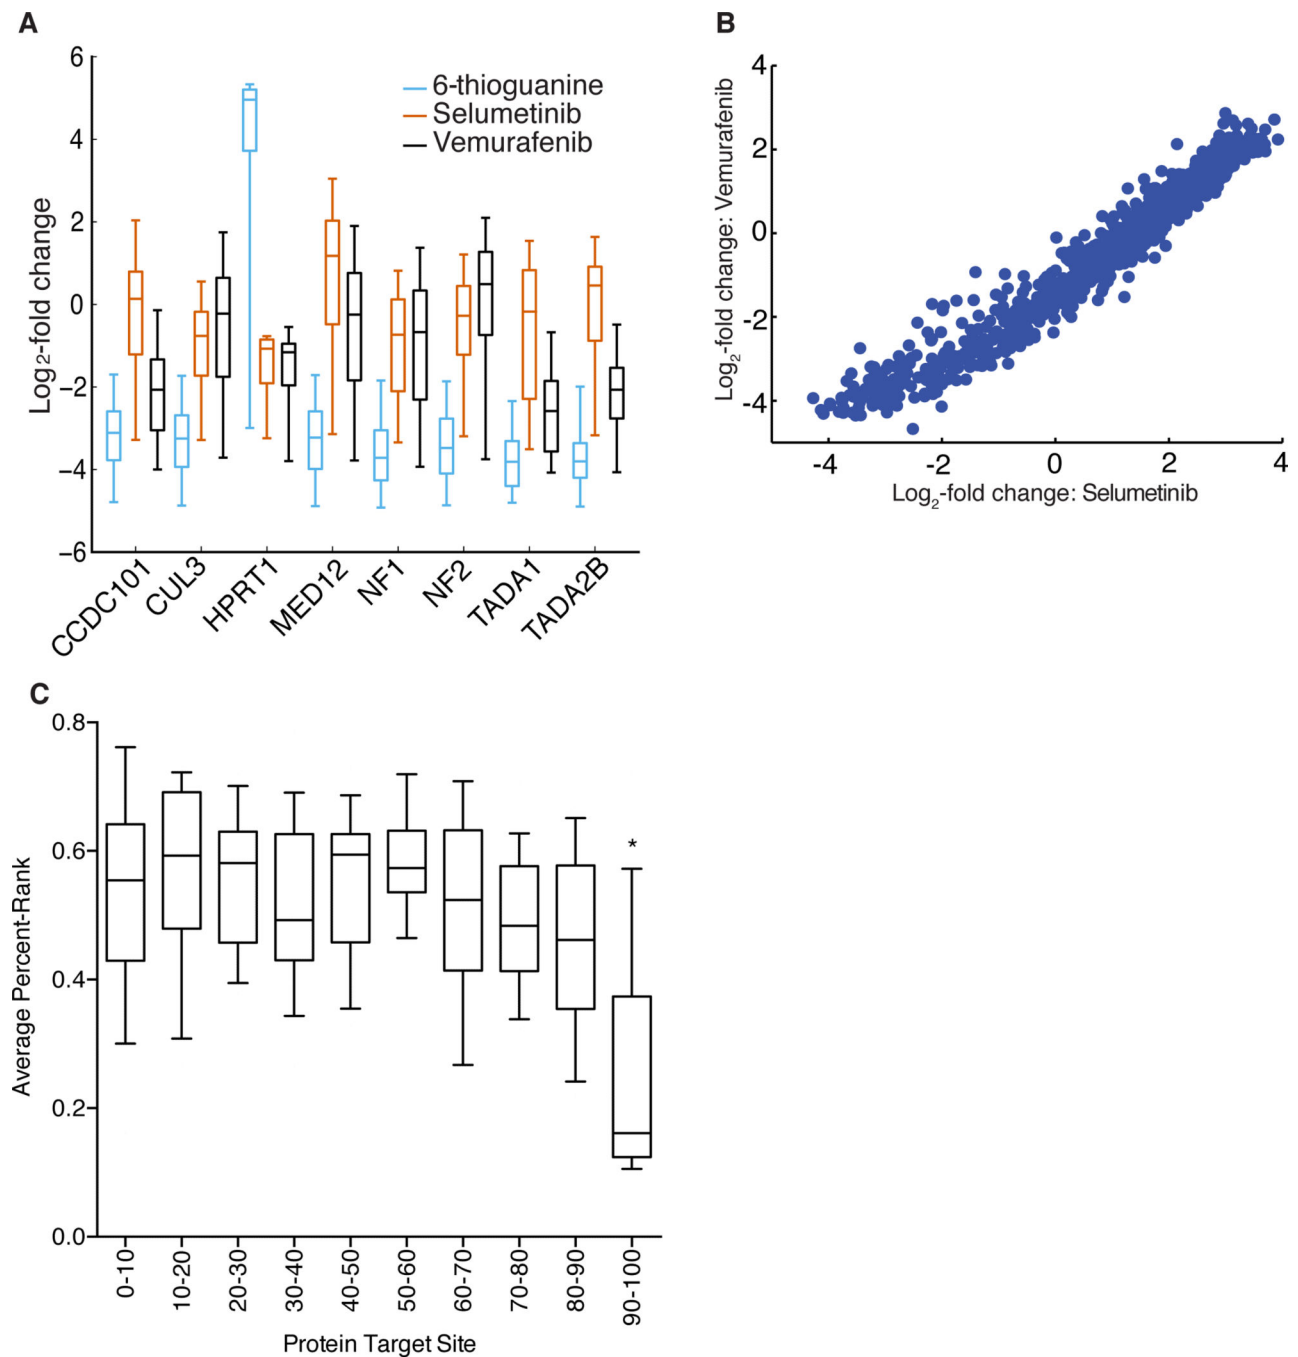 A
6
4
2
0
−2
−4
−6
Log2-fold change
6-thioguanine
Selumetinib
Vemurafenib
CCDC101
CUL3
HPRT1
MED12
NF1
NF2
TADA1
TADA2B
B
4
2
0
-2
-4
Log2-fold change: Vemurafenib
-4
-2
0
2
4
Log2-fold change: Selumetinib
C
0.8
0.6
0.4
0.2
0.0
Average Percent-Rank
*
0-10
10-20
20-30
30-40
40-50
50-60
60-70
70-80
80-90
90-100
Protein Target Site